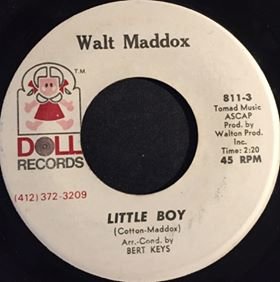 Walt Maddox
T.M.
811-3
Tomad Music
ASCAP
Prod. by
Walton Prod.
Inc.
Time: 2:20
45 RPM
DOLL
RECORDS
(412) 372-3209
LITTLE BOY
(Cotton-Maddox)
Arr.-Cond. by
BERT KEYS